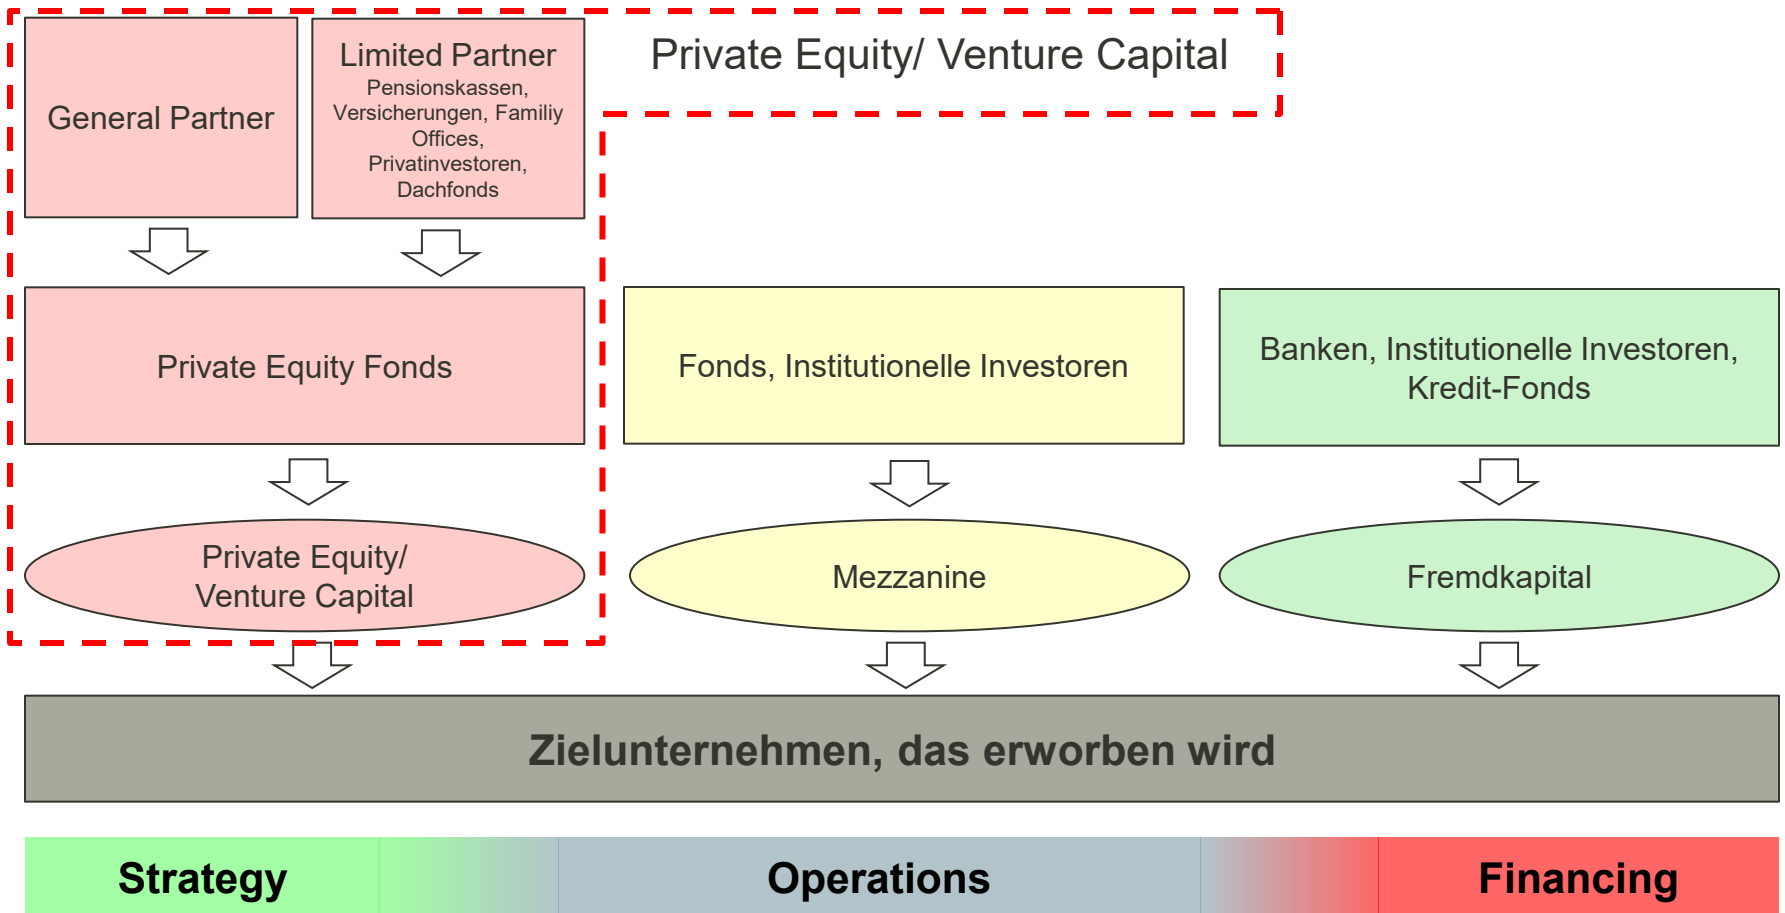 General Partner
Limited Partner
Pensionskassen,
Versicherungen, Familiy
Offices,
Privatinvestoren,
Dachfonds
Private Equity/ Venture Capital
Private Equity Fonds
Fonds, Institutionelle Investoren
Banken, Institutionelle Investoren,
Kredit-Fonds
Private Equity/
Venture Capital
Mezzanine
Fremdkapital
Zielunternehmen, das erworben wird
Strategy
Operations
Financing